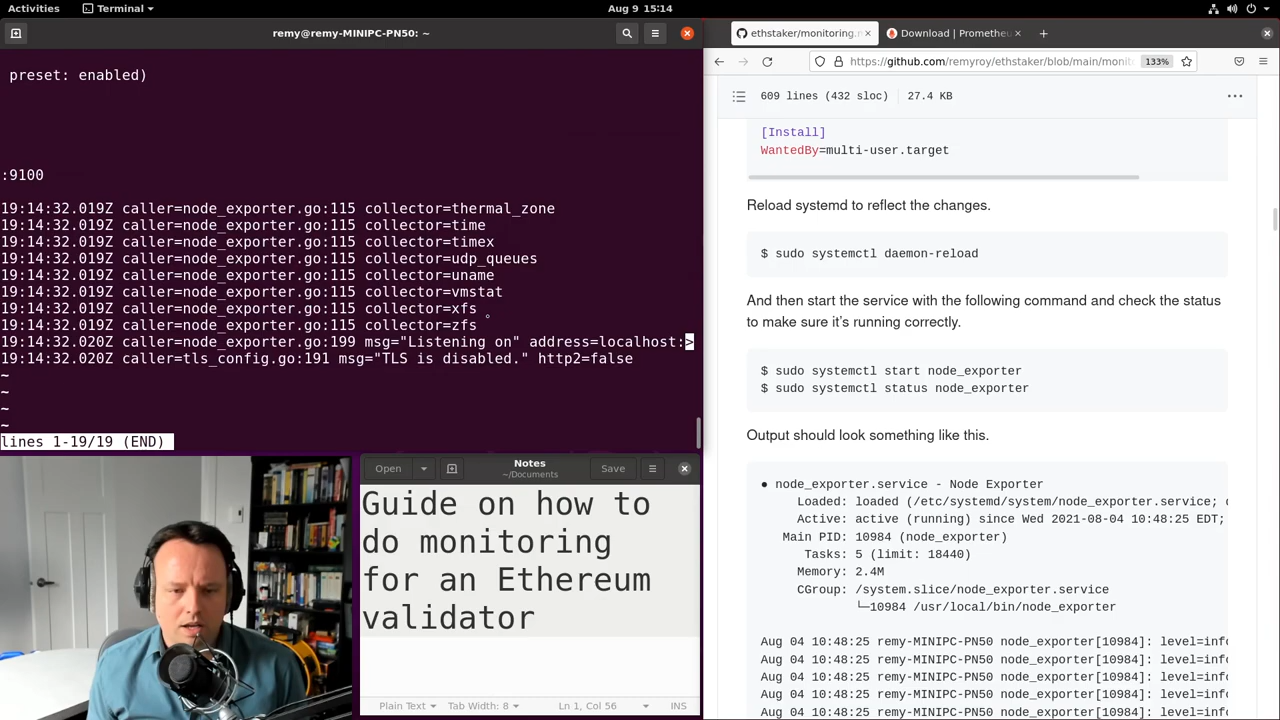 Activities
Terminal
Aug 9 15:14
remy@remy-MINIPC-PN50: ~
preset: enabled)
:9100
19:14:32.019Z caller=node_exporter.go:115 collector=thermal_zone
19:14:32.019Z caller=node_exporter.go:115 collector=time
19:14:32.019Z caller=node_exporter.go:115 collector=timex
19:14:32.019Z caller=node_exporter.go:115 collector=udp_queues
19:14:32.019Z caller=node_exporter.go:115 collector=uname
19:14:32.019Z caller=node_exporter.go:115 collector=vmstat
19:14:32.019Z caller=node_exporter.go:115 collector=xfs
19:14:32.019Z caller=node_exporter.go:115 collector=zfs
19:14:32.020Z caller=node_exporter.go:199 msg="Listening on" address=localhost:>
19:14:32.020Z caller=tls_config.go:191 msg="TLS is disabled." http2=false
~
~
~
~
lines 1-19/19 (END)
Open
Notes
~/Documents
Save
Guide on how to
do monitoring
for an Ethereum
validator
Plain Text
Tab Width: 8
Ln 1, Col 56
INS
ethstaker/monitoring.
Download | Prometheu
https://github.com/remyroy/ethstaker/blob/main/monit
133%
609 lines (432 sloc)
27.4 KB
[Install]
WantedBy=multi-user.target
Reload systemd to reflect the changes.
$ sudo systemctl daemon-reload
And then start the service with the following command and check the status
to make sure it's running correctly.
$ sudo systemctl start node_exporter
$ sudo systemctl status node_exporter
Output should look something like this.
● node_exporter.service - Node Exporter
Loaded: loaded (/etc/systemd/system/node_exporter.service;
Active: active (running) since Wed 2021-08-04 10:48:25 EDT;
Main PID: 10984 (node_exporter)
Tasks: 5 (limit: 18440)
Memory: 2.4M
CGroup: /system.slice/node_exporter.service
└─10984 /usr/local/bin/node_exporter
Aug 04 10:48:25 remy-MINIPC-PN50 node_exporter[10984]: level=info
Aug 04 10:48:25 remy-MINIPC-PN50 node_exporter[10984]: level=info
Aug 04 10:48:25 remy-MINIPC-PN50 node_exporter[10984]: level=info
Aug 04 10:48:25 remy-MINIPC-PN50 node_exporter[10984]: level=info
Aug 04 10:48:25 remy-MINIPC-PN50 node_exporter[10984]: level=info